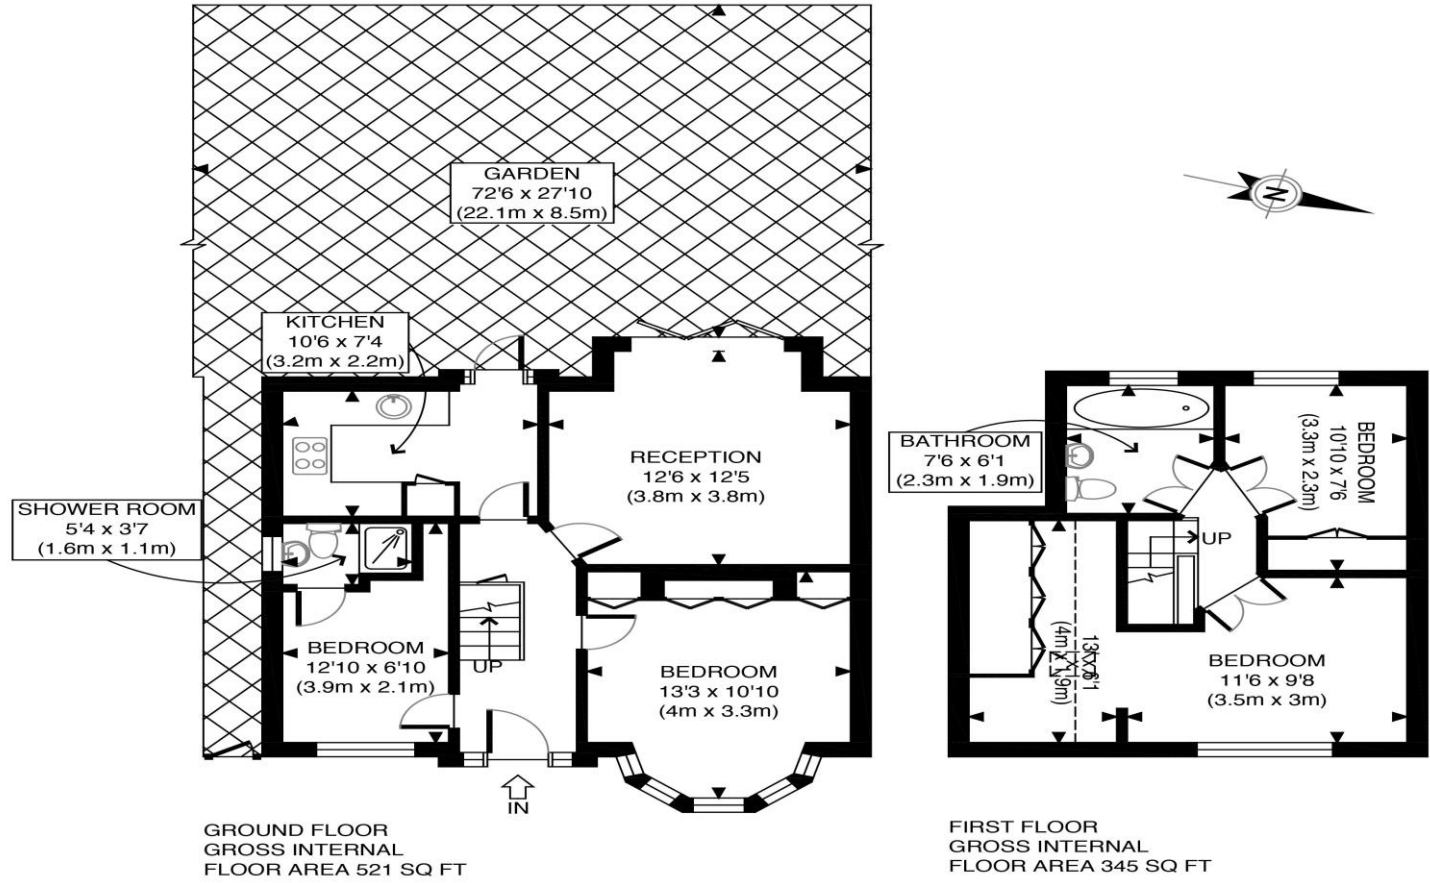 GARDEN
72'6 x 27'10
(22.1m x 8.5m)
N
KITCHEN
10'6 x 7'4
(3.2m x 2.2m)
RECEPTION
12'6 x 12'5
(3.8m x 3.8m)
SHOWER ROOM
5'4 x 3'7
(1.6m x 1.1m)
BEDROOM
12'10 x 6'10
(3.9m x 2.1m)
UP
BEDROOM
13'3 x 10'10
(4m x 3.3m)
IN
GROUND FLOOR
GROSS INTERNAL
FLOOR AREA 521 SQ FT
BATHROOM
7'6 x 6'1
(2.3m x 1.9m)
BEDROOM
10'10 x 7'6
(3.3m x 2.3m)
UP
(4m x 1.9m)
BEDROOM
11'6 x 9'8
(3.5m x 3m)
FIRST FLOOR
GROSS INTERNAL
FLOOR AREA 345 SQ FT